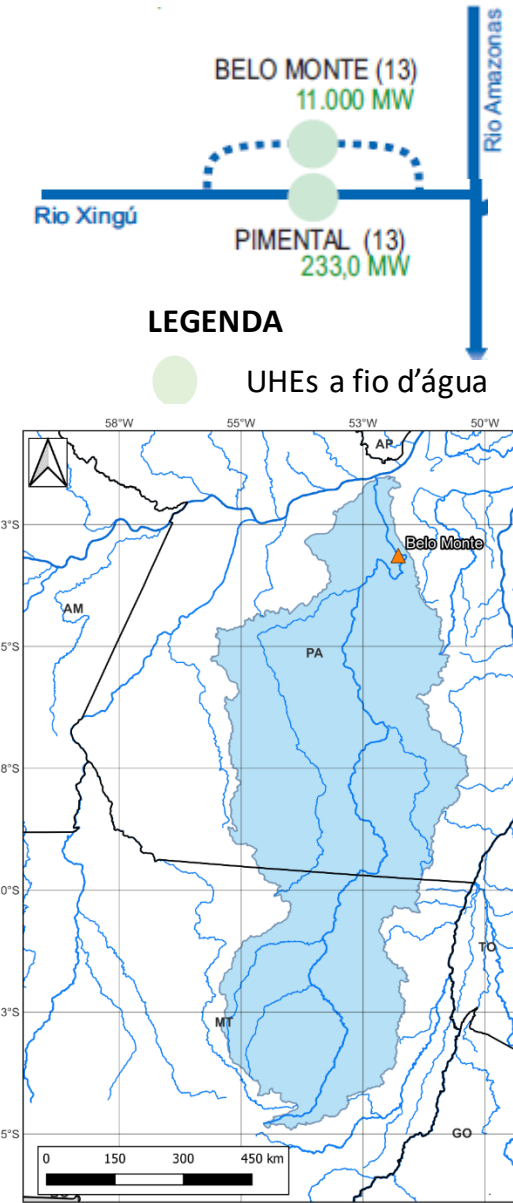 BELO MONTE (13)
11.000 MW
Rio Amazonas
Rio Xingú
PIMENTAL (13)
233,0 MW
LEGENDA
UHEs a fio d’água
58°W 55°W 53°W 50°W
AP
3°S
Belo Monte
AM
5°S
PA
8°S
0°S
TO
3°S
MT
5°S
GO
0 150 300 450 km